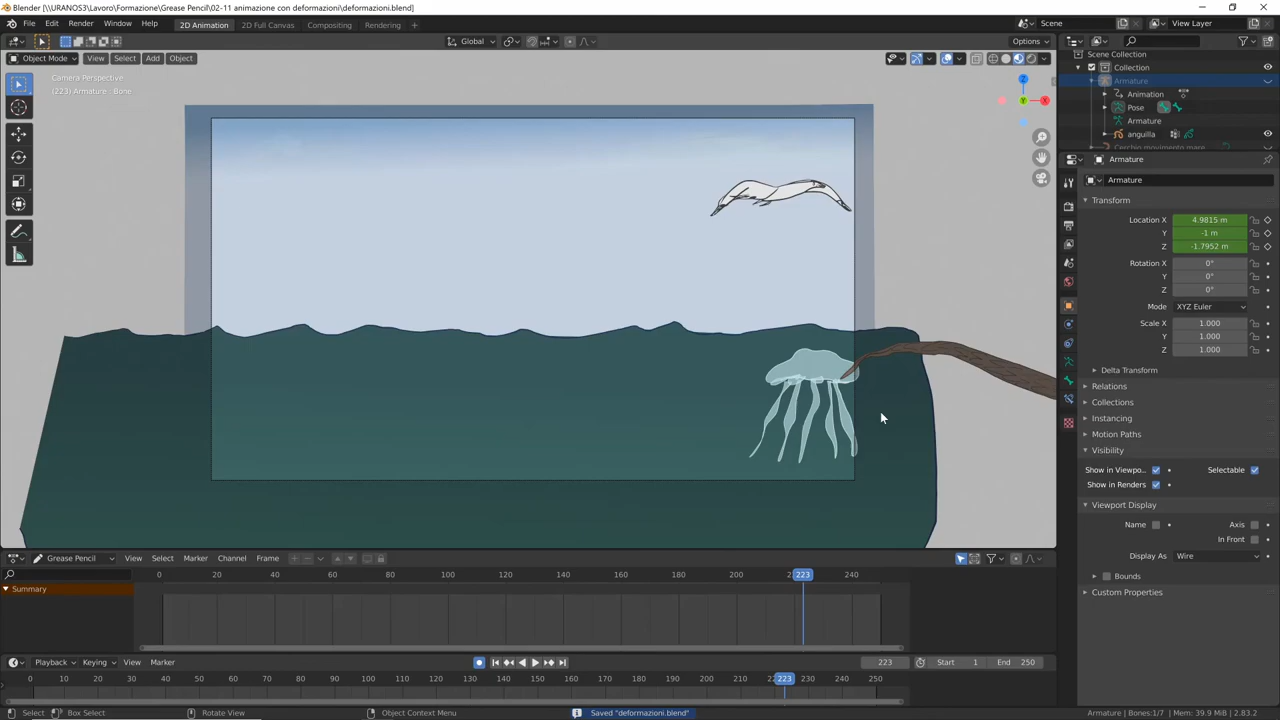 Blender [\\URANOS3\Lavoro\Formazione\Grease Pencil\02-11 animazione con deformazioni\deformazioni.blend]
File Edit Render Window Help 2D Animation 2D Full Canvas Compositing Rendering + Scene View Layer
Global Options
Object Mode View Select Add Object
Camera Perspective
(223) Armature : Bone
Z
Y
X
Scene Collection
Collection
Armature
Animation
Pose
Armature
anguilla
Cerchio movimento mare
Armature
Armature
Transform
Location X 4.9815 m
Y -1 m
Z -1.7952 m
Rotation X 0°
Y 0°
Z 0°
Mode XYZ Euler
Scale X 1.000
Y 1.000
Z 1.000
Delta Transform
Relations
Collections
Instancing
Motion Paths
Visibility
Show in Viewpo... Selectable
Show in Renders
Viewport Display
Name Axis
In Front
Display As Wire
Bounds
Custom Properties
Grease Pencil View Select Marker Channel Frame
0 20 40 60 80 100 120 140 160 180 200 223 240
Summary
Playback Keying View Marker 223 Start 1 End 250
0 10 20 30 40 50 60 70 80 90 100 110 120 130 140 150 160 170 180 190 200 210 223 230 240 250
Select Box Select Rotate View Object Context Menu Saved "deformazioni.blend" Armature | Bones:1/7 | Mem: 39.9 MiB | 2.83.2